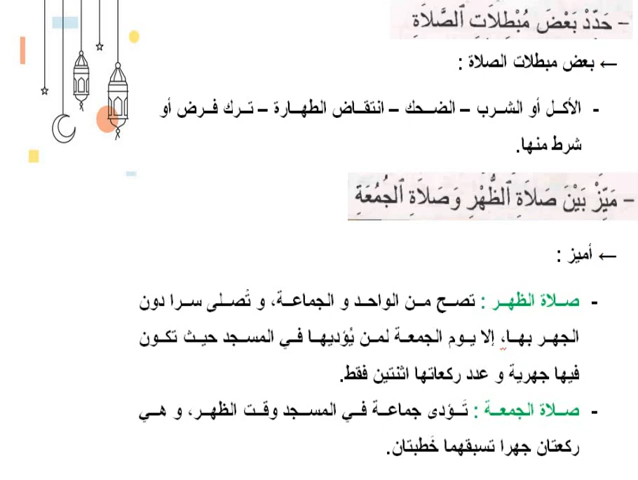 - حَدِّدْ بَعْضَ مُبْطِلَاتِ ٱلصَّلَاةِ
← بعض مبطلات الصلاة :
- الأكل أو الشرب – الضحك – انتقاض الطهارة – ترك فرض أو
شرط منها.
- مَيِّزْ بَيْنَ صَلَاةِ ٱلظُّهْرِ وَصَلَاةِ ٱلْجُمُعَةِ
← أميز :
- صلاة الظهر : تصح من الواحد و الجماعة، و تُصلى سرا دون
الجهر بها، إلا يوم الجمعة لمن يُؤديها في المسجد حيث تكون
فيها جهرية و عدد ركعاتها اثنتين فقط.
- صلاة الجمعة : تَؤدى جماعة في المسجد وقت الظهر، و هي
ركعتان جهرا تسبقهما خَطبتان.